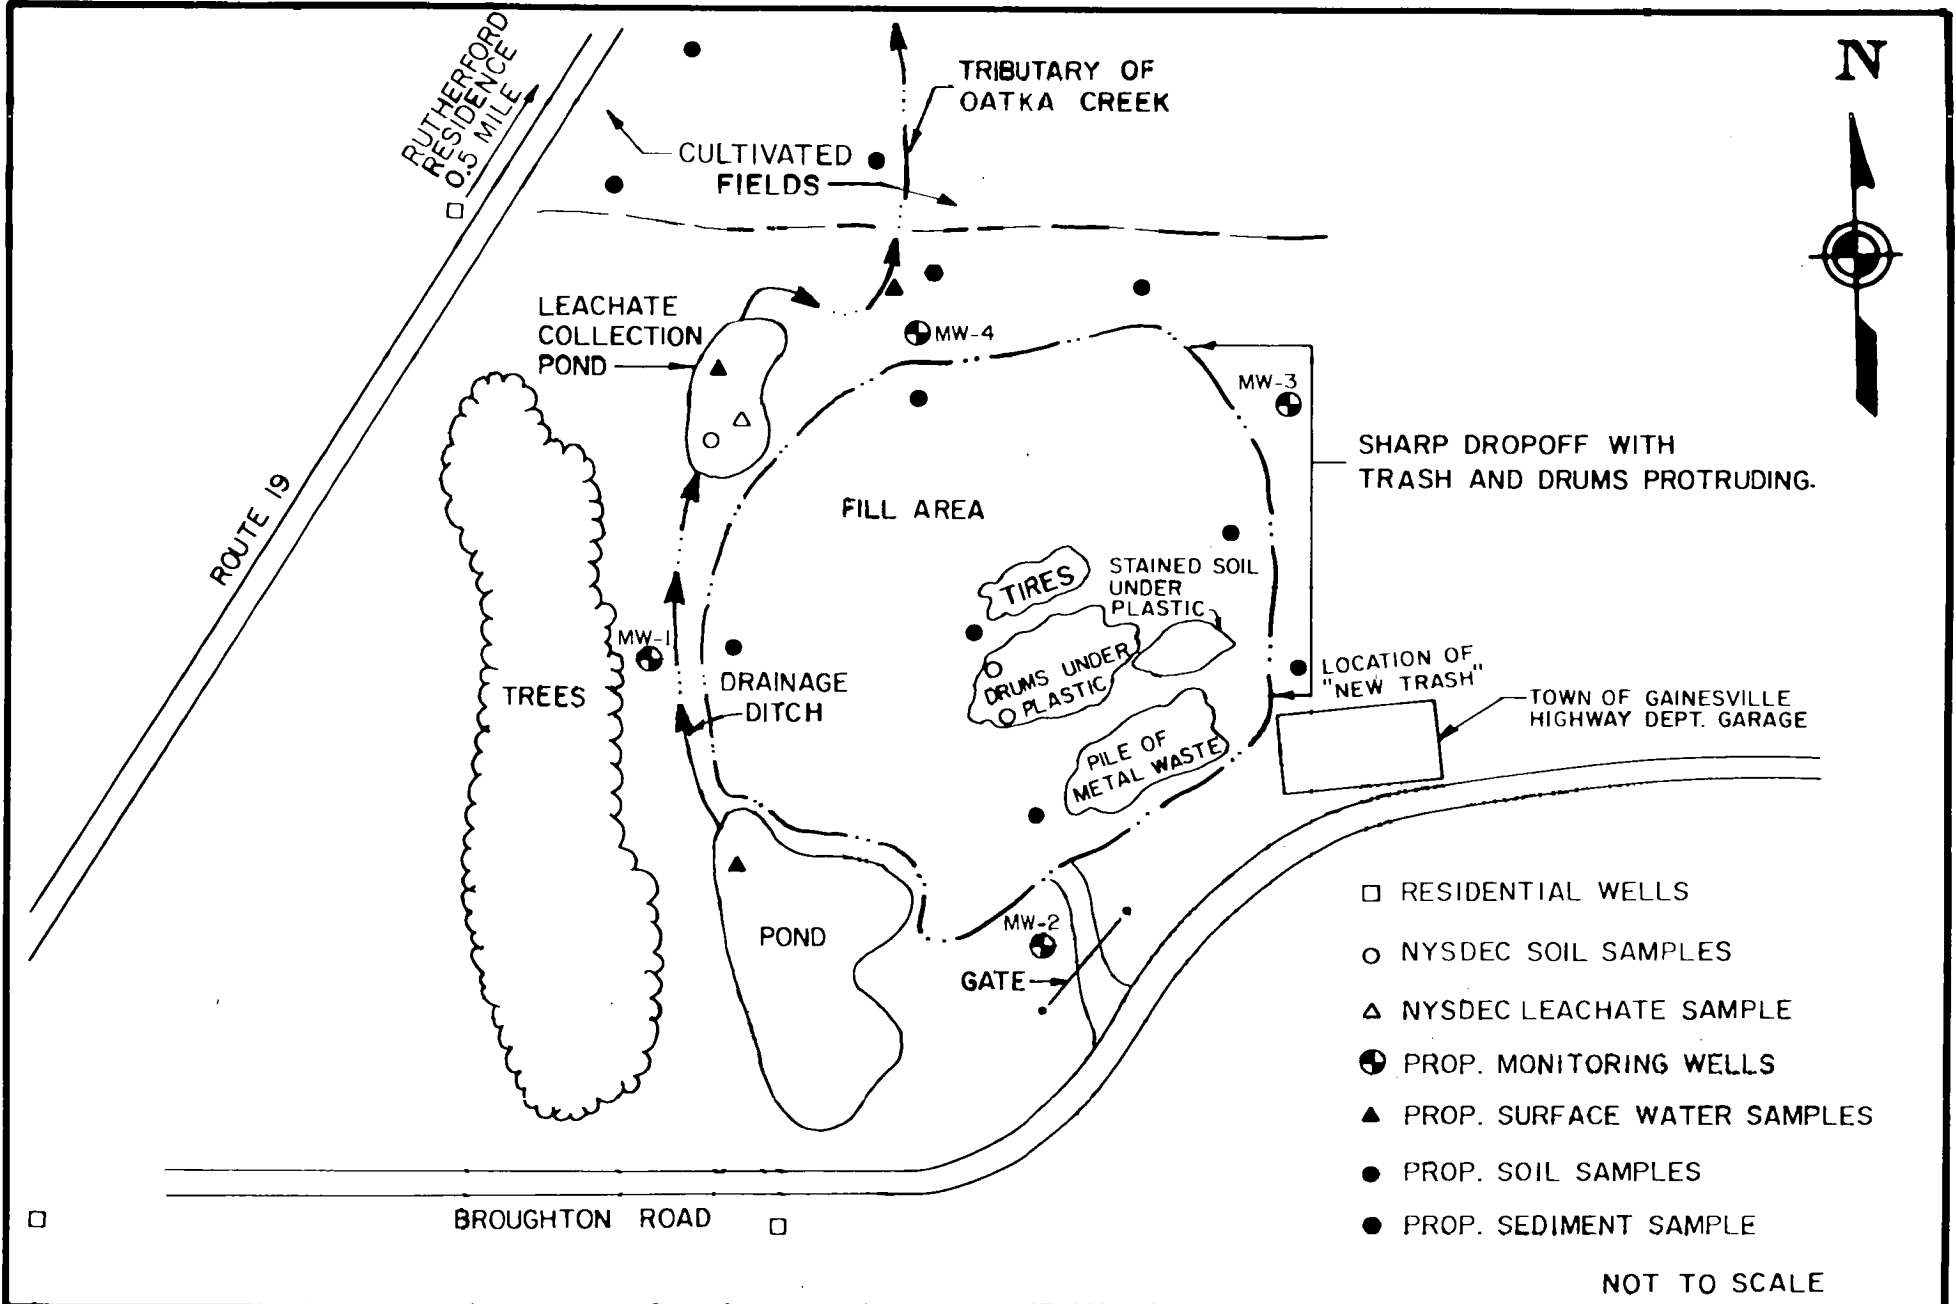 RUTHERFORD
RESIDENCE
0.5 MILE
TRIBUTARY OF
OATKA CREEK
N
CULTIVATED
FIELDS
LEACHATE
COLLECTION
POND
MW-4
MW-3
SHARP DROPOFF WITH
TRASH AND DRUMS PROTRUDING.
ROUTE 19
FILL AREA
TIRES
STAINED SOIL
UNDER
PLASTIC
MW-1
TREES
DRAINAGE
DITCH
DRUMS UNDER
PLASTIC
LOCATION OF
"NEW TRASH"
TOWN OF GAINESVILLE
HIGHWAY DEPT. GARAGE
PILE OF
METAL WASTE
POND
MW-2
GATE
RESIDENTIAL WELLS
NYSDEC SOIL SAMPLES
NYSDEC LEACHATE SAMPLE
PROP. MONITORING WELLS
PROP. SURFACE WATER SAMPLES
PROP. SOIL SAMPLES
PROP. SEDIMENT SAMPLE
BROUGHTON ROAD
NOT TO SCALE